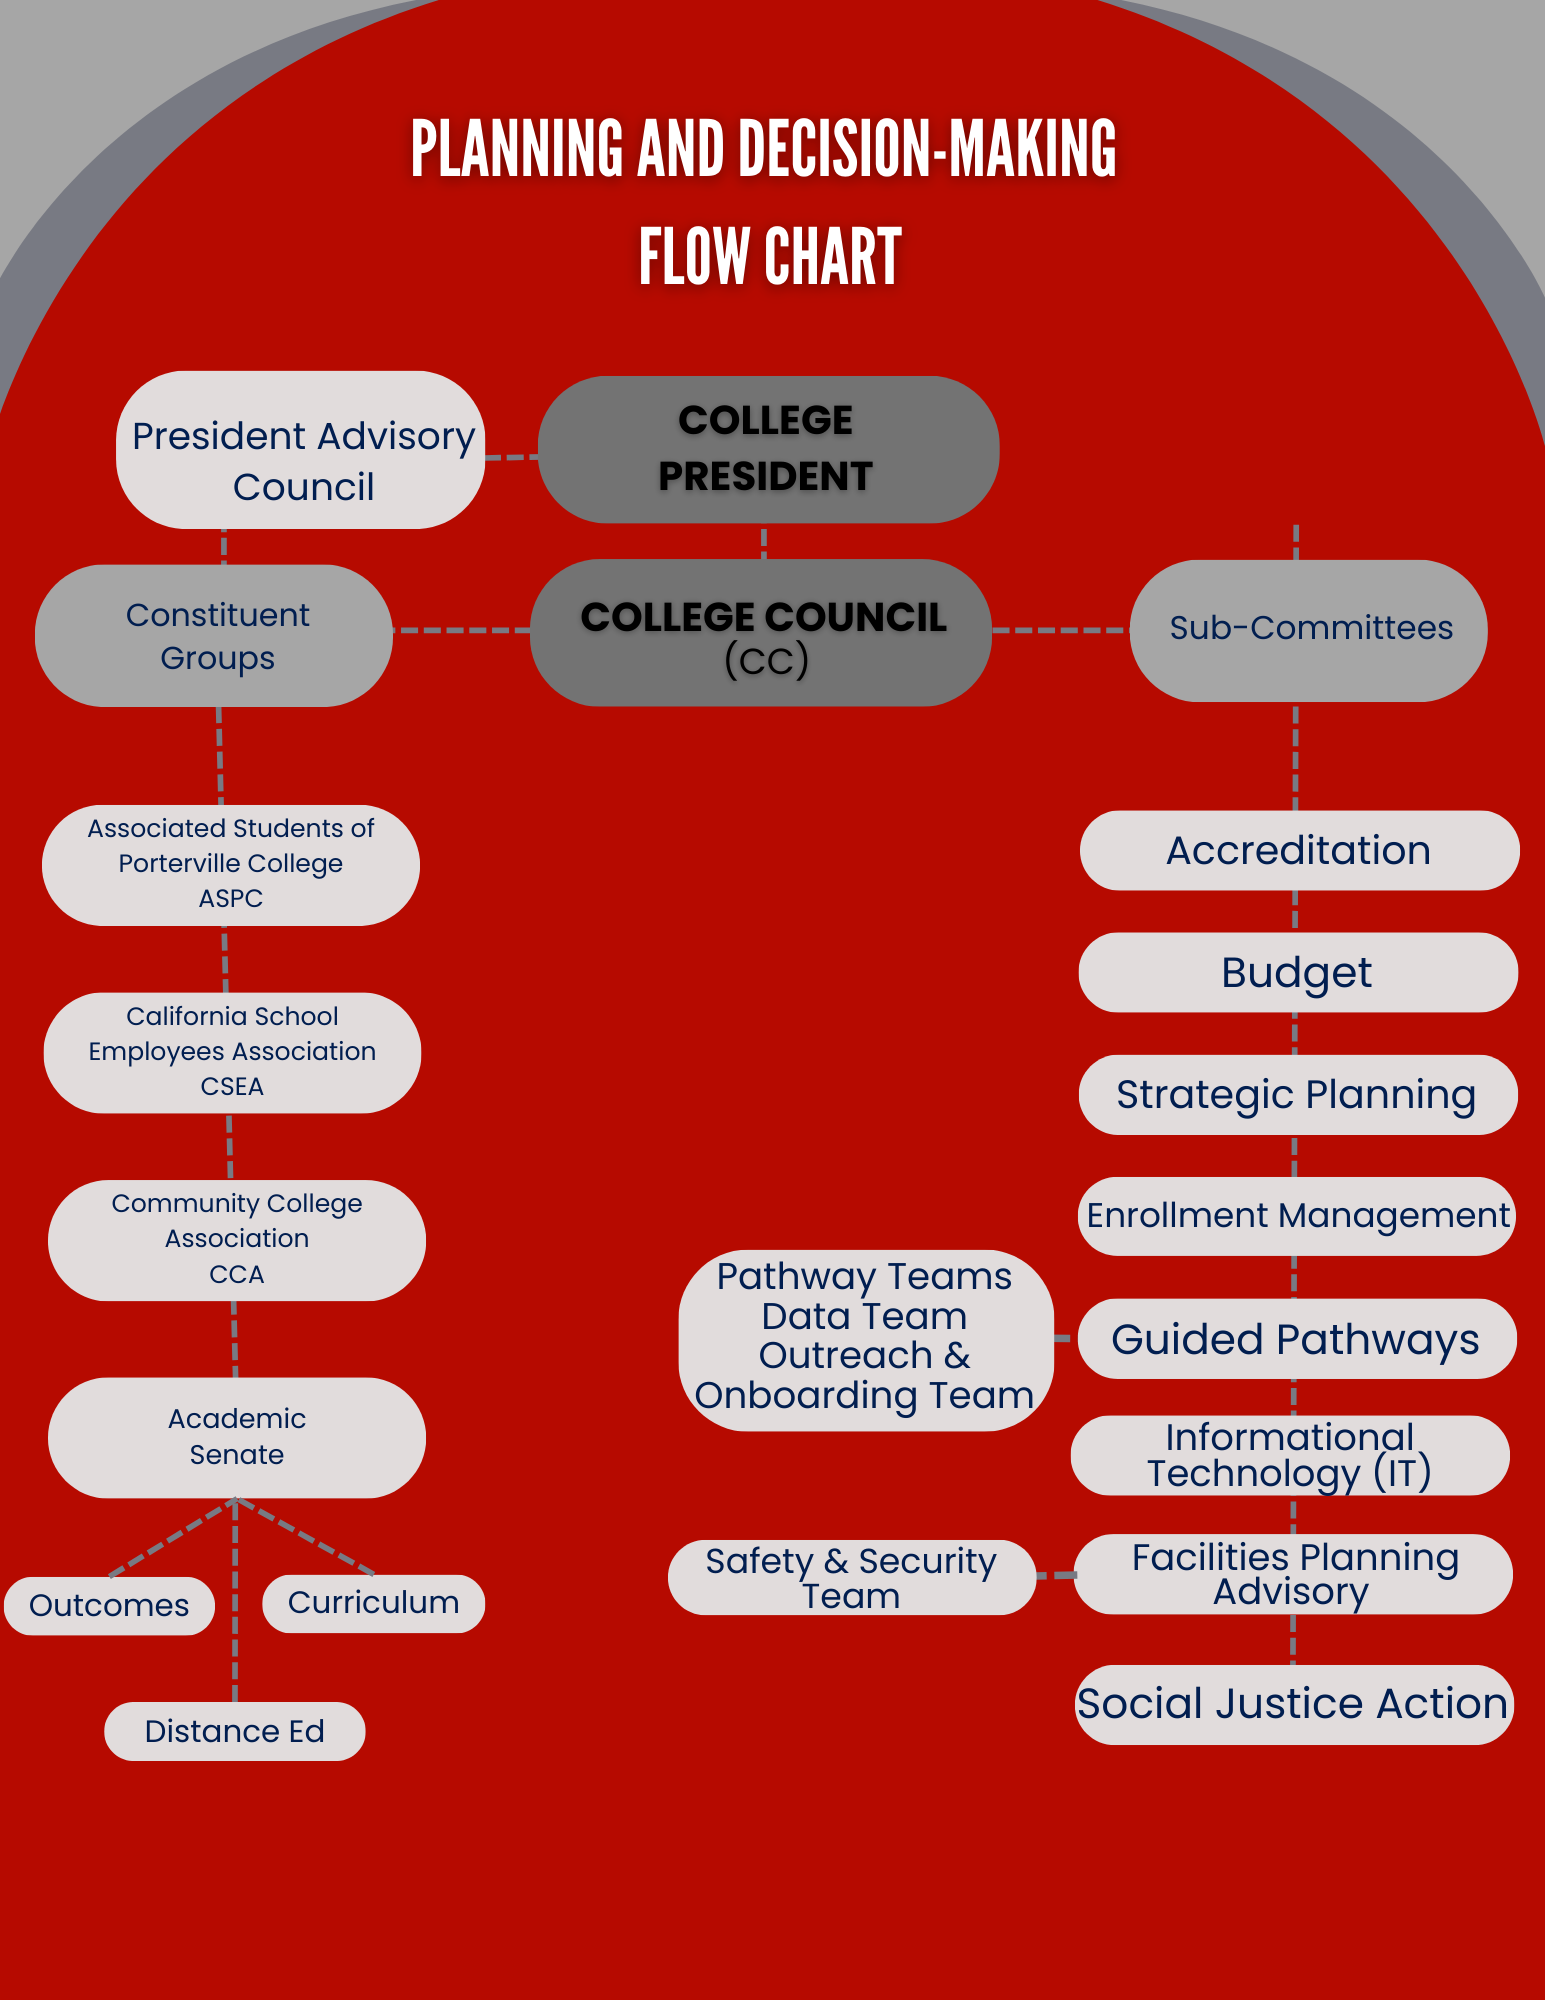 PLANNING AND DECISION-MAKING
FLOW CHART
President Advisory
Council
COLLEGE
PRESIDENT
Constituent
Groups
COLLEGE COUNCIL
(CC)
Sub-Committees
Associated Students of
Porterville College
ASPC
California School
Employees Association
CSEA
Community College
Association
CCA
Academic
Senate
Outcomes
Curriculum
Distance Ed
Accreditation
Budget
Strategic Planning
Enrollment Management
Pathway Teams
Data Team
Outreach &
Onboarding Team
Guided Pathways
Informational
Technology (IT)
Safety & Security
Team
Facilities Planning
Advisory
Social Justice Action